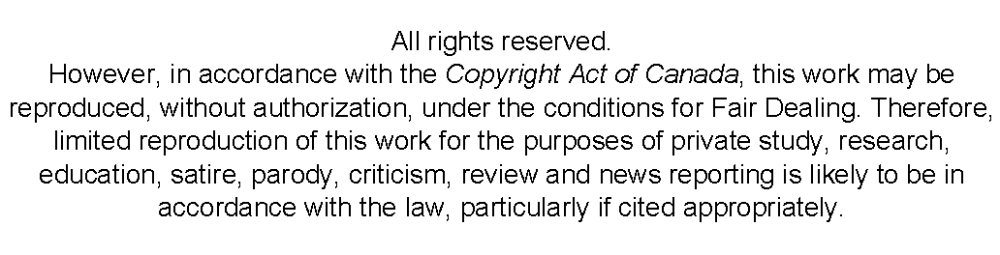 All rights reserved.
However, in accordance with the Copyright Act of Canada, this work may be
reproduced, without authorization, under the conditions for Fair Dealing. Therefore,
limited reproduction of this work for the purposes of private study, research,
education, satire, parody, criticism, review and news reporting is likely to be in
accordance with the law, particularly if cited appropriately.